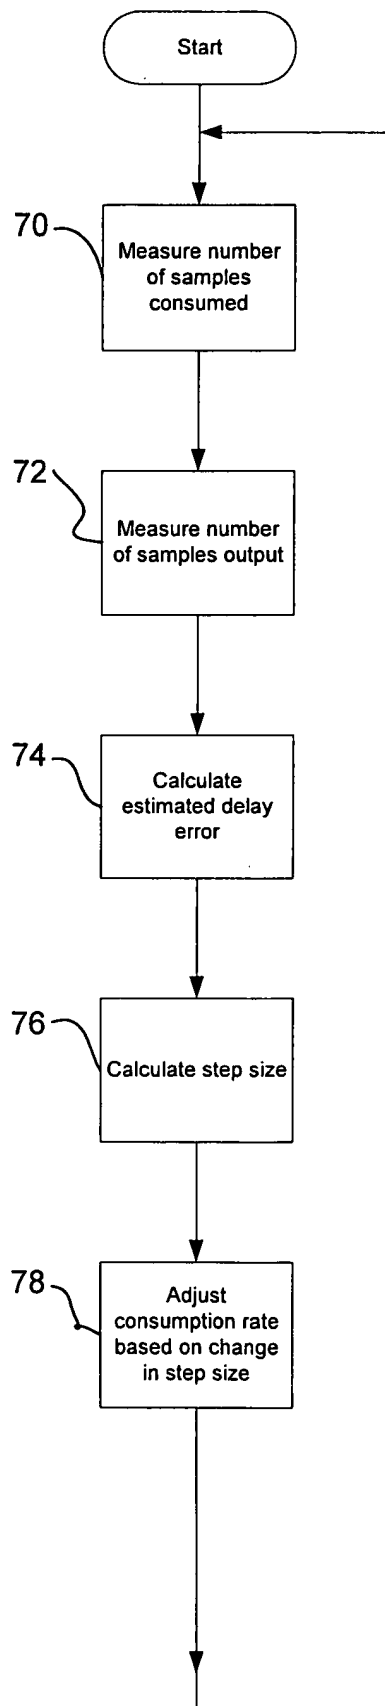 Start
70
Measure number
of samples
consumed
72
Measure number
of samples output
74
Calculate
estimated delay
error
76
Calculate step size
78
Adjust
consumption rate
based on change
in step size